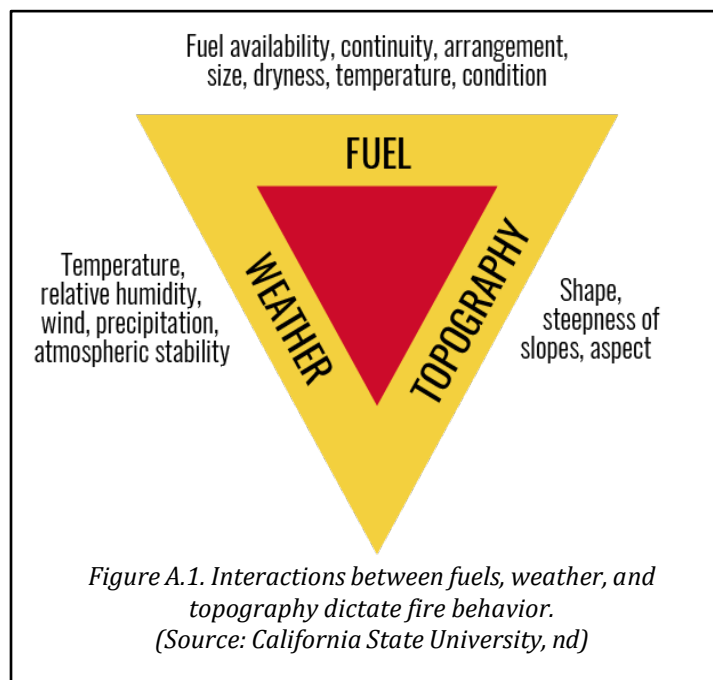 Fuel availability, continuity, arrangement,
size, dryness, temperature, condition
FUEL
WEATHER
TOPOGRAPHY
Temperature,
relative humidity,
wind, precipitation,
atmospheric stability
Shape,
steepness of
slopes, aspect
Figure A.1. Interactions between fuels, weather, and
topography dictate fire behavior.
(Source: California State University, nd)